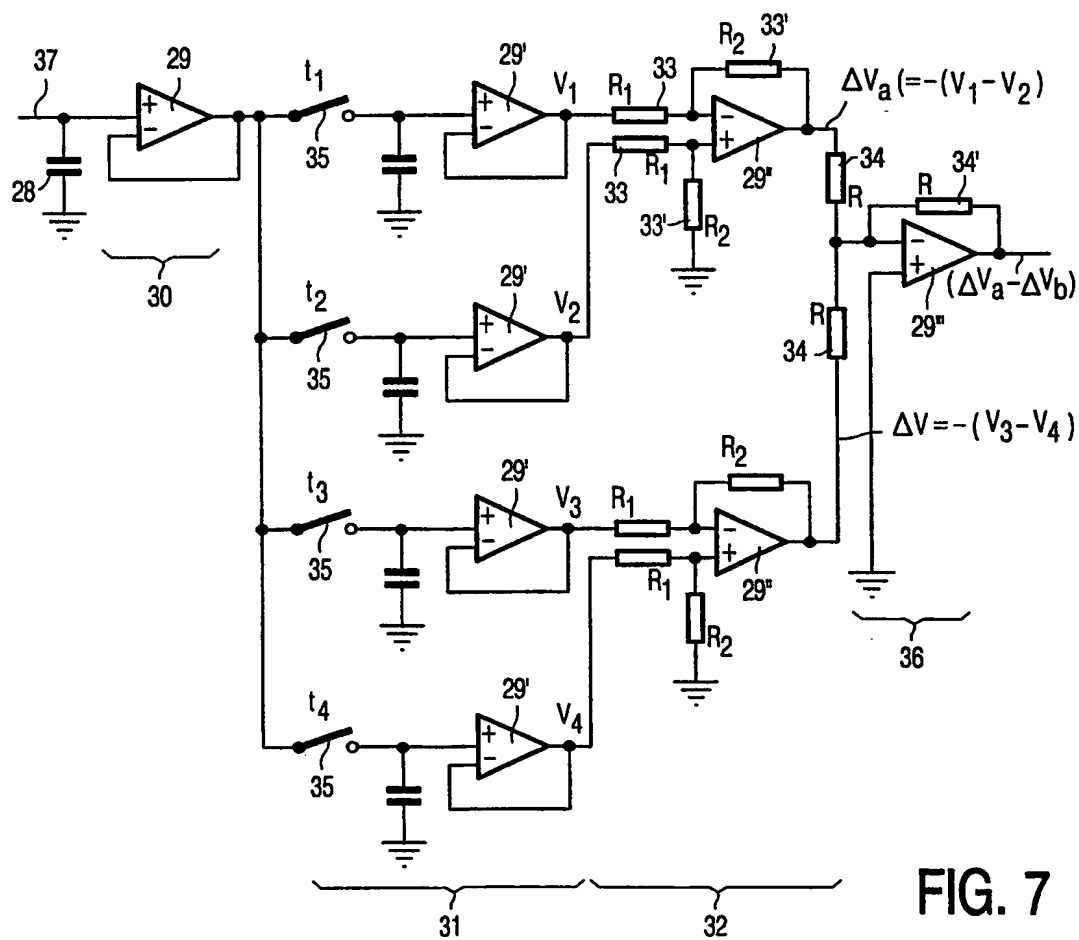 37
29
t₁
29'
V₁
R₁
33
R₂
33'
ΔVₐ(=-(V₁-V₂)
+
-
35
+
-
-
+
28
33
R₁
29"
34
R
R
34'
33'
R₂
-
+
(ΔVₐ-ΔV_b)
29'''
30
t₂
29'
V₂
+
-
35
R
34
ΔV=-(V₃-V₄)
t₃
29'
V₃
R₁
R₂
+
-
35
-
+
R₁
29"
R₂
36
t₄
29'
V₄
+
-
35
31
32
FIG. 7